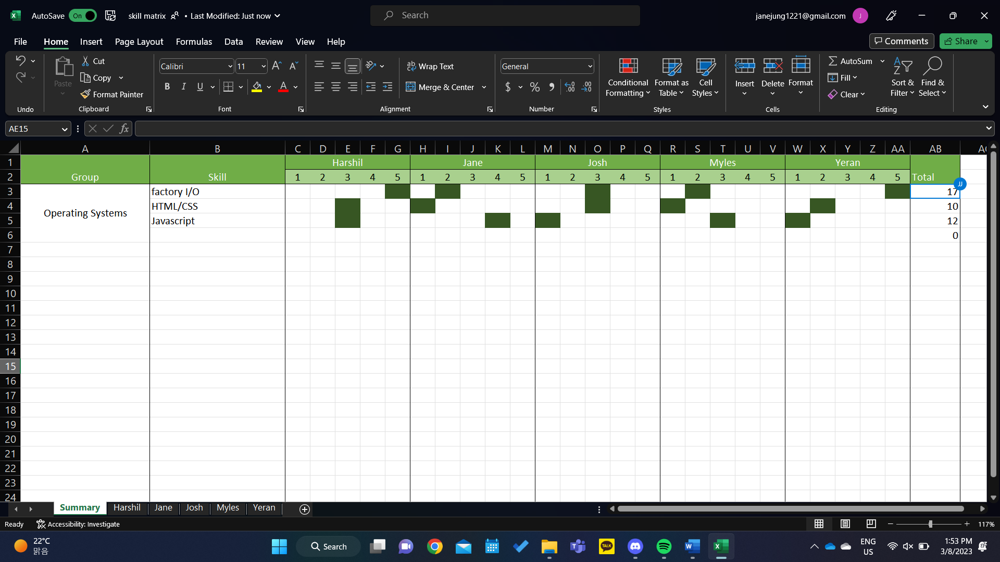 AutoSave On skill matrix • Last Modified: Just now Search janejung1221@gmail.com J
File Home Insert Page Layout Formulas Data Review View Help Comments Share
Cut Calibri 11 Wrap Text General AutoSum
Paste Copy Conditional Formatting Format as Table Cell Styles Insert Delete Format Fill Sort & Filter Find & Select
Format Painter B I U A Merge & Center $ % Clear
Undo Clipboard Font Alignment Number Styles Cells Editing
AE15 fx
A B C D E F G H I J K L M N O P Q R S T U V W X Y Z AA AB
1 Harshil Jane Josh Myles Yeran
2 Group Skill 1 2 3 4 5 1 2 3 4 5 1 2 3 4 5 1 2 3 4 5 1 2 3 4 5 Total
JJ
3 factory I/O 17
4 HTML/CSS 10
Operating Systems
5 Javascript 12
6 0
7
8
9
10
11
12
13
14
15
16
17
18
19
20
21
22
23
24
Summary Harshil Jane Josh Myles Yeran
Ready Accessibility: Investigate 117%
22°C ENG 1:53 PM
맑음 Search TALK US 3/8/2023